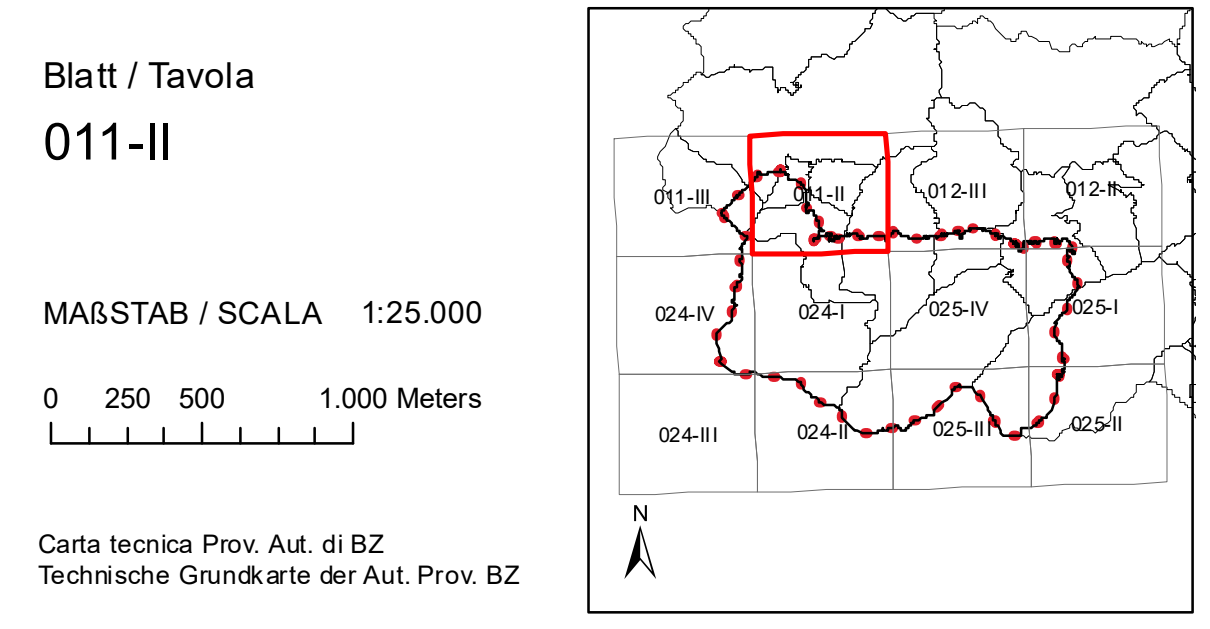 Blatt / Tavola
011-II
MAßSTAB / SCALA 1:25.000
0 250 500 1.000 Meters
Carta tecnica Prov. Aut. di BZ
Technische Grundkarte der Aut. Prov. BZ
011-III 011-II 012-III 012-II
024-IV 024-I 025-IV 025-I
024-III 024-II 025-III 025-II
N